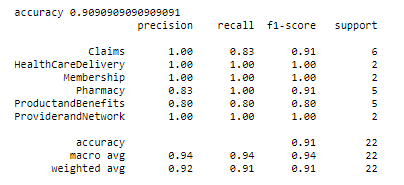 accuracy 0.9090909090909091
precision recall f1-score support
Claims 1.00 0.83 0.91 6
HealthCareDelivery 1.00 1.00 1.00 2
Membership 1.00 1.00 1.00 2
Pharmacy 0.83 1.00 0.91 5
ProductandBenefits 0.80 0.80 0.80 5
ProviderandNetwork 1.00 1.00 1.00 2
accuracy 0.91 22
macro avg 0.94 0.94 0.94 22
weighted avg 0.92 0.91 0.91 22